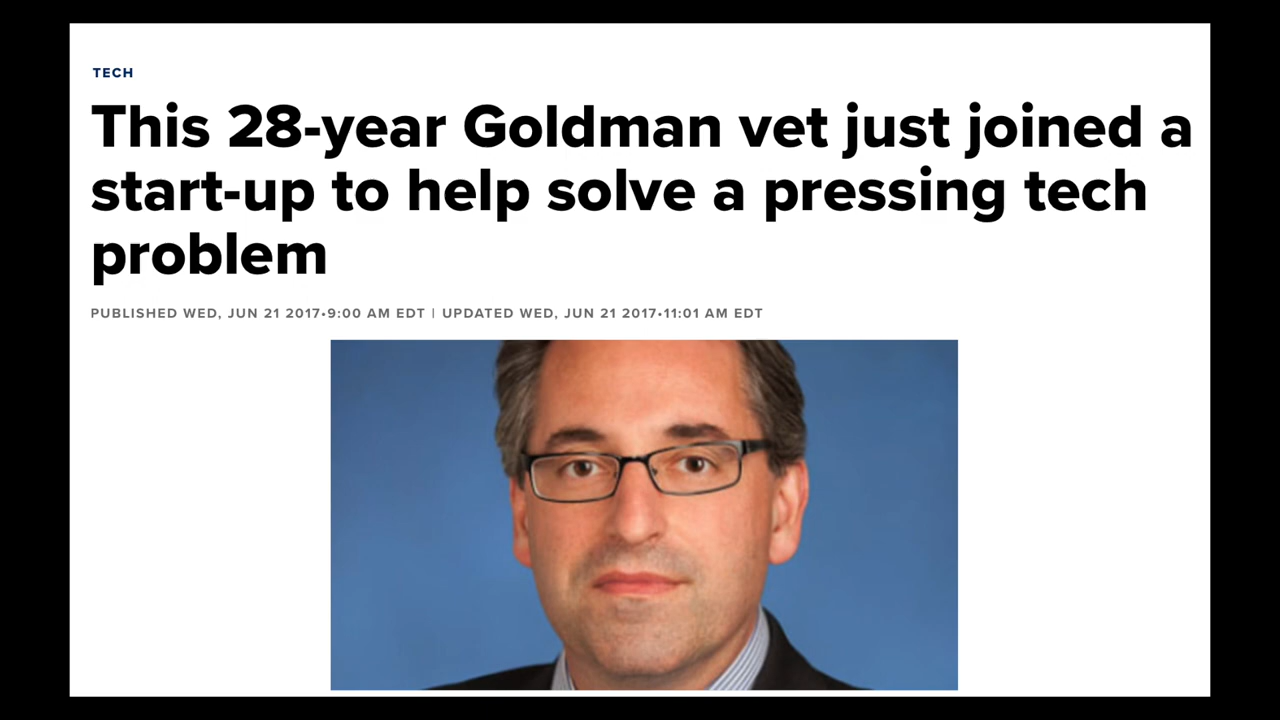 TECH
This 28-year Goldman vet just joined a
start-up to help solve a pressing tech
problem
PUBLISHED WED, JUN 21 2017•9:00 AM EDT | UPDATED WED, JUN 21 2017•11:01 AM EDT